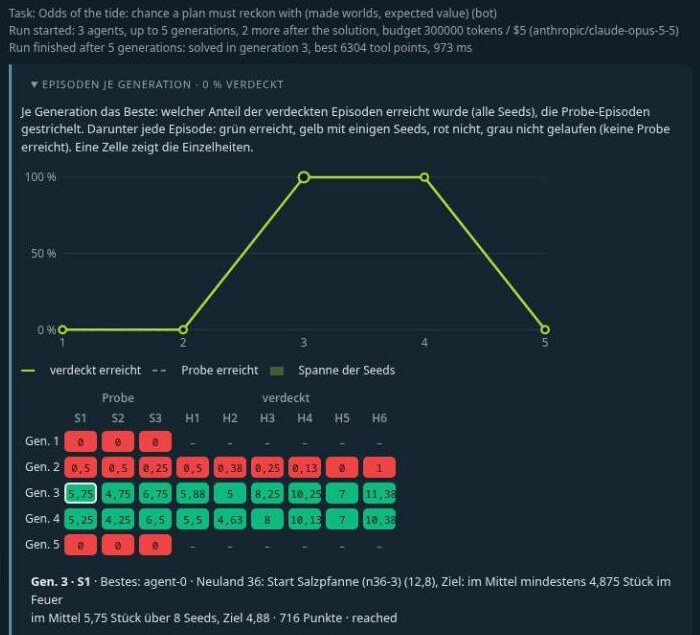 Task: Odds of the tide: chance a plan must reckon with (made worlds, expected value) (bot)
Run started: 3 agents, up to 5 generations, 2 more after the solution, budget 300000 tokens / $5 (anthropic/claude-opus-5-5)
Run finished after 5 generations: solved in generation 3, best 6304 tool points, 973 ms
▼ EPISODEN JE GENERATION · 0 % VERDECKT
Je Generation das Beste: welcher Anteil der verdeckten Episoden erreicht wurde (alle Seeds), die Probe-Episoden
gestrichelt. Darunter jede Episode: grün erreicht, gelb mit einigen Seeds, rot nicht, grau nicht gelaufen (keine Probe
erreicht). Eine Zelle zeigt die Einzelheiten.
100 %
50 %
0 %
1 2 3 4 5
verdeckt erreicht Probe erreicht Spanne der Seeds
Probe verdeckt
S1 S2 S3 H1 H2 H3 H4 H5 H6
Gen. 1 0 0 0 – – – – – –
Gen. 2 0,5 0,5 0,25 0,5 0,38 0,25 0,13 0 1
Gen. 3 5,75 4,75 6,75 5,88 5 8,25 10,25 7 11,38
Gen. 4 5,25 4,25 6,5 5,5 4,63 8 10,13 7 10,38
Gen. 5 0 0 0 – – – – – –
Gen. 3 · S1 · Bestes: agent-0 · Neuland 36: Start Salzpfanne (n36-3) (12,8), Ziel: im Mittel mindestens 4,875 Stück im
Feuer
im Mittel 5,75 Stück über 8 Seeds, Ziel 4,88 · 716 Punkte · reached